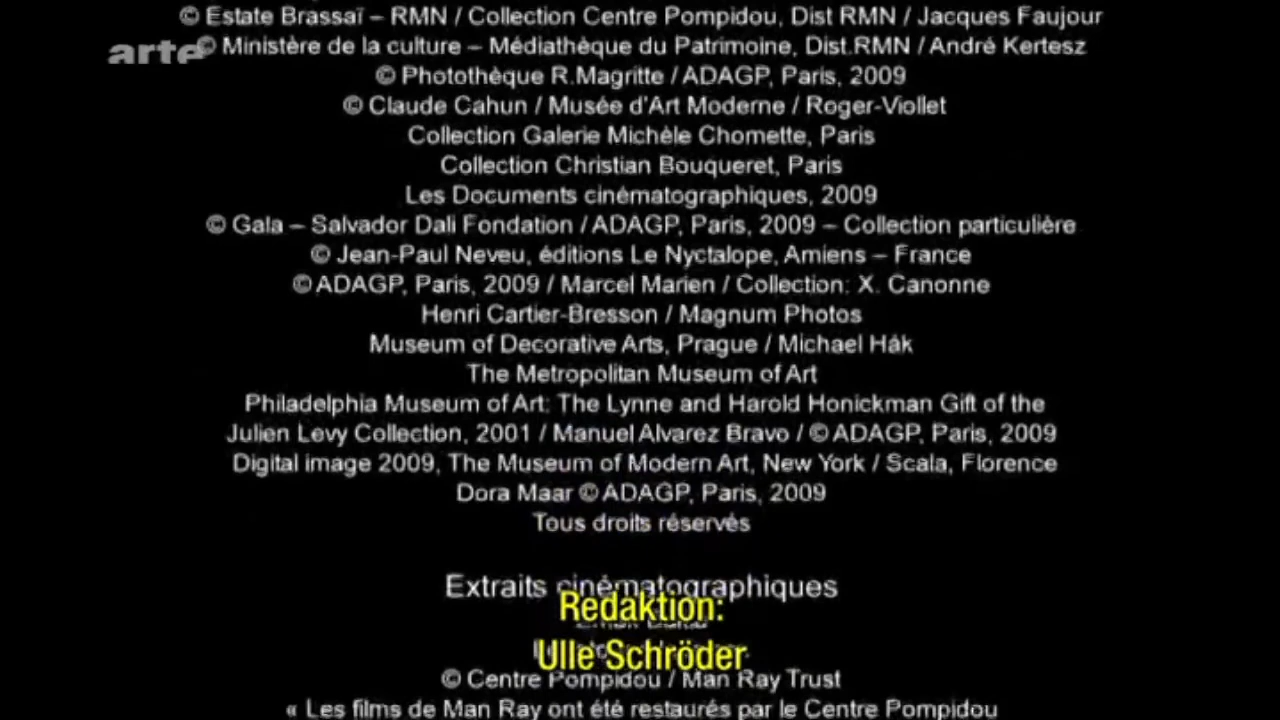 © Estate Brassaï – RMN / Collection Centre Pompidou, Dist RMN / Jacques Faujour
arte
© Ministère de la culture – Médiathèque du Patrimoine, Dist.RMN / André Kertesz
© Photothèque R.Magritte / ADAGP, Paris, 2009
© Claude Cahun / Musée d'Art Moderne / Roger-Viollet
Collection Galerie Michèle Chomette, Paris
Collection Christian Bouqueret, Paris
Les Documents cinématographiques, 2009
© Gala – Salvador Dali Fondation / ADAGP, Paris, 2009 – Collection particulière
© Jean-Paul Neveu, éditions Le Nyctalope, Amiens – France
© ADAGP, Paris, 2009 / Marcel Marien / Collection: X. Canonne
Henri Cartier-Bresson / Magnum Photos
Museum of Decorative Arts, Prague / Michael Hák
The Metropolitan Museum of Art
Philadelphia Museum of Art: The Lynne and Harold Honickman Gift of the
Julien Levy Collection, 2001 / Manuel Alvarez Bravo / © ADAGP, Paris, 2009
Digital image 2009, The Museum of Modern Art, New York / Scala, Florence
Dora Maar © ADAGP, Paris, 2009
Tous droits réservés
Extraits cinématographiques
Redaktion:
Ulle Schröder
© Centre Pompidou / Man Ray Trust
« Les films de Man Ray ont été restaurés par le Centre Pompidou